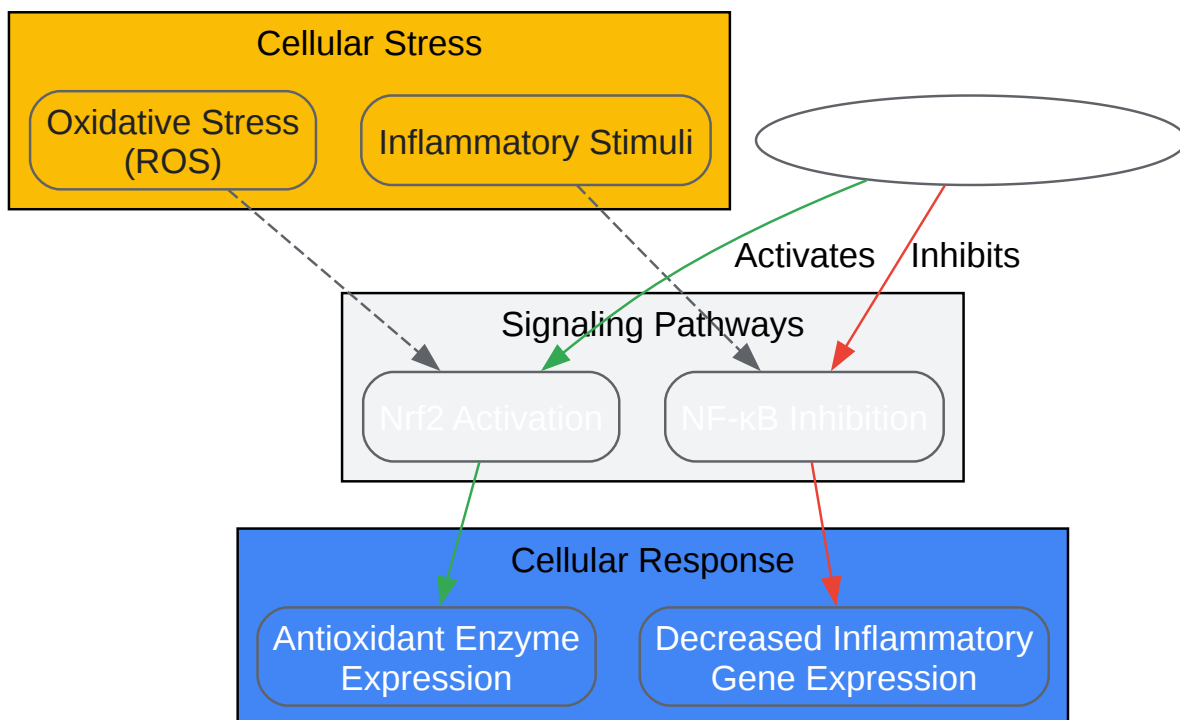 Cellular Stress
Oxidative Stress
(ROS)
Inflammatory Stimuli
Activates
Inhibits
Signaling Pathways
Nrf2 Activation
NF-κB Inhibition
Cellular Response
Antioxidant Enzyme
Expression
Decreased Inflammatory
Gene Expression